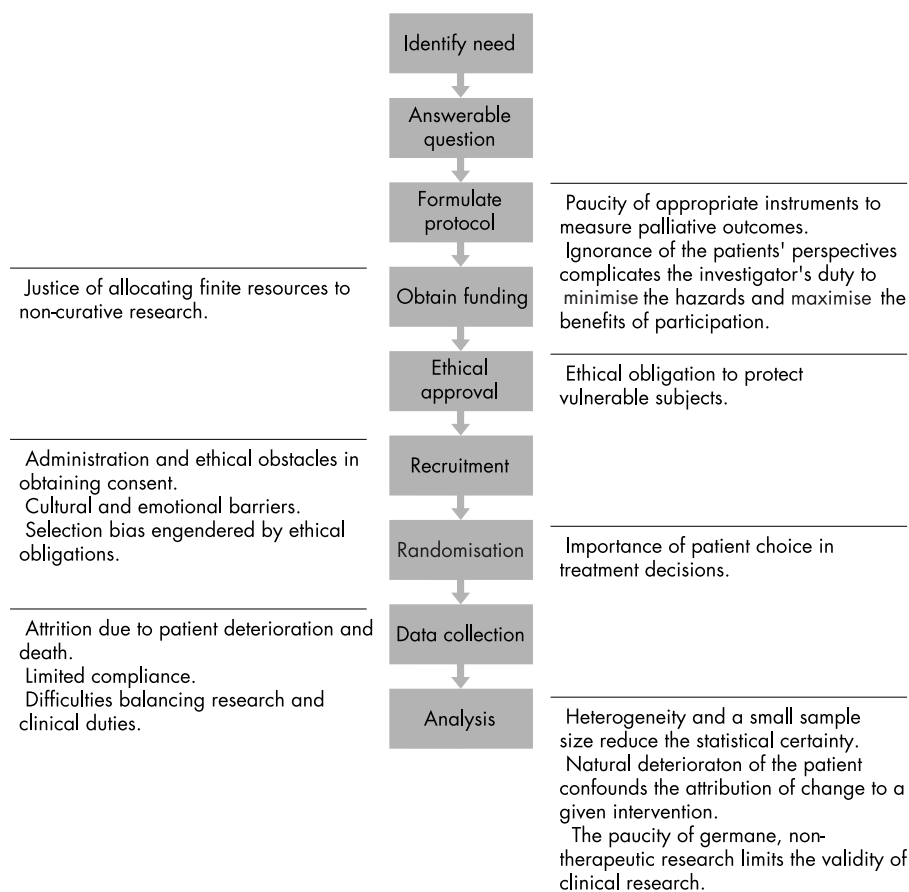 Identify need
Answerable
question
Formulate
protocol
Paucity of appropriate instruments to
measure palliative outcomes.
Ignorance of the patients' perspectives
complicates the investigator's duty to
minimise the hazards and maximise the
benefits of participation.
Justice of allocating finite resources to
non-curative research.
Obtain funding
Ethical
approval
Ethical obligation to protect
vulnerable subjects.
Administration and ethical obstacles in
obtaining consent.
Cultural and emotional barriers.
Selection bias engendered by ethical
obligations.
Recruitment
Randomisation
Importance of patient choice in
treatment decisions.
Attrition due to patient deterioration and
death.
Limited compliance.
Difficulties balancing research and
clinical duties.
Data collection
Analysis
Heterogeneity and a small sample
size reduce the statistical certainty.
Natural deterioraton of the patient
confounds the attribution of change to a
given intervention.
The paucity of germane, non-
therapeutic research limits the validity of
clinical research.